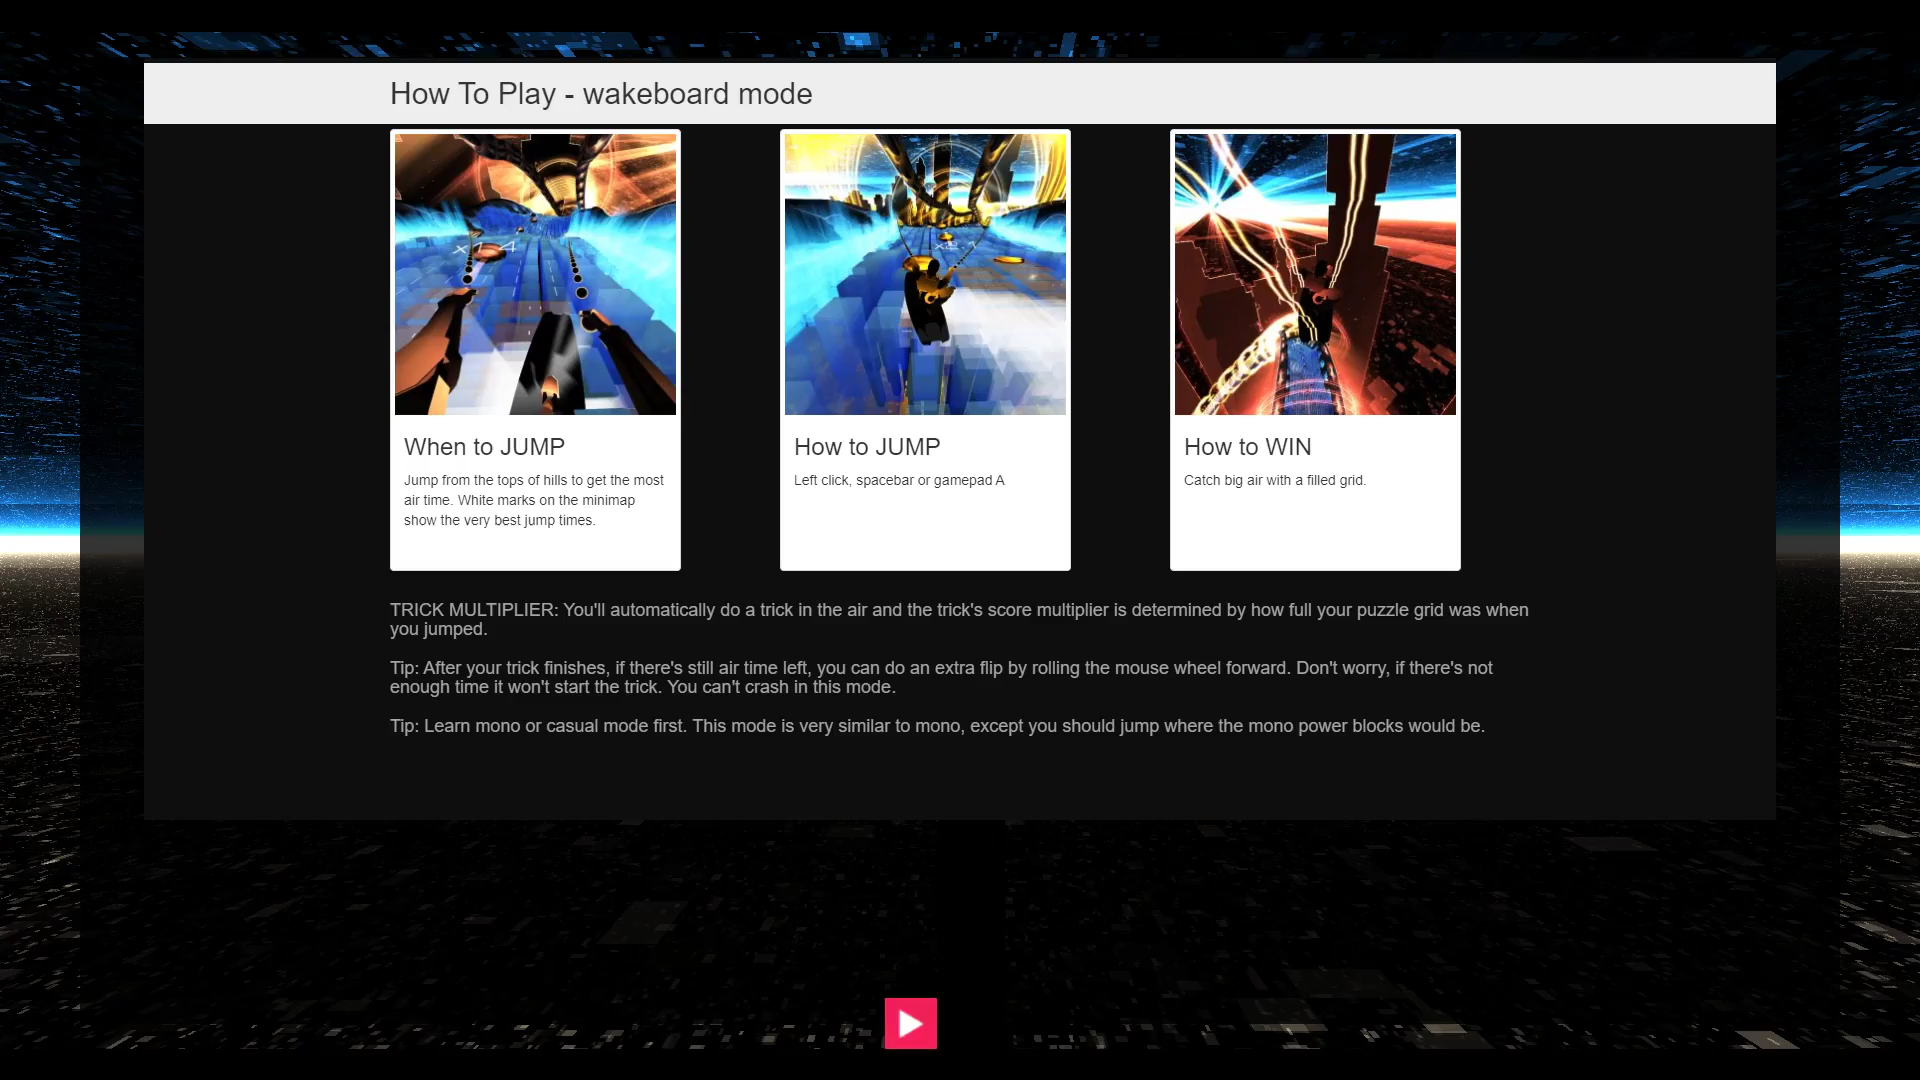 How To Play - wakeboard mode
x1.4
When to JUMP
Jump from the tops of hills to get the most
air time. White marks on the minimap
show the very best jump times.
How to JUMP
Left click, spacebar or gamepad A
How to WIN
Catch big air with a filled grid.
TRICK MULTIPLIER: You'll automatically do a trick in the air and the trick's score multiplier is determined by how full your puzzle grid was when
you jumped.
Tip: After your trick finishes, if there's still air time left, you can do an extra flip by rolling the mouse wheel forward. Don't worry, if there's not
enough time it won't start the trick. You can't crash in this mode.
Tip: Learn mono or casual mode first. This mode is very similar to mono, except you should jump where the mono power blocks would be.